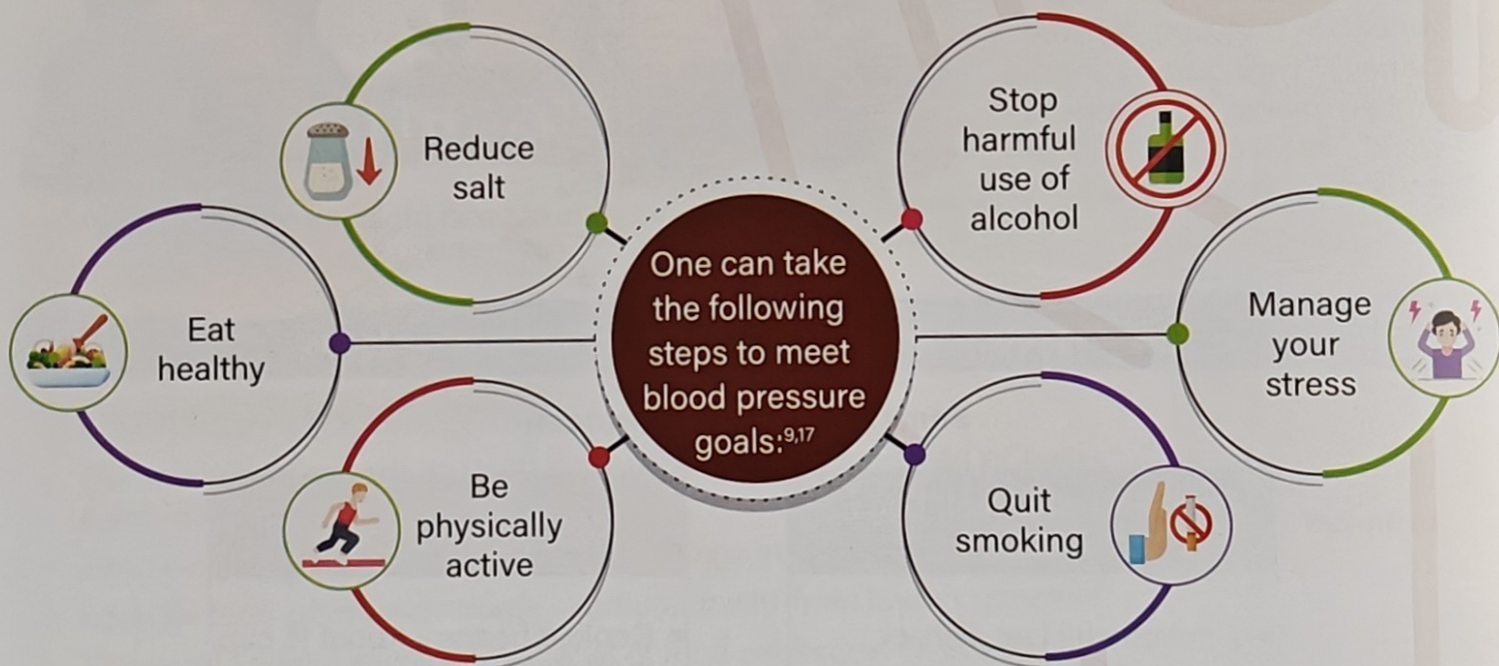 One can take
the following
steps to meet
blood pressure
goals:9,17
Reduce
salt
Eat
healthy
Be
physically
active
Stop
harmful
use of
alcohol
Manage
your
stress
Quit
smoking